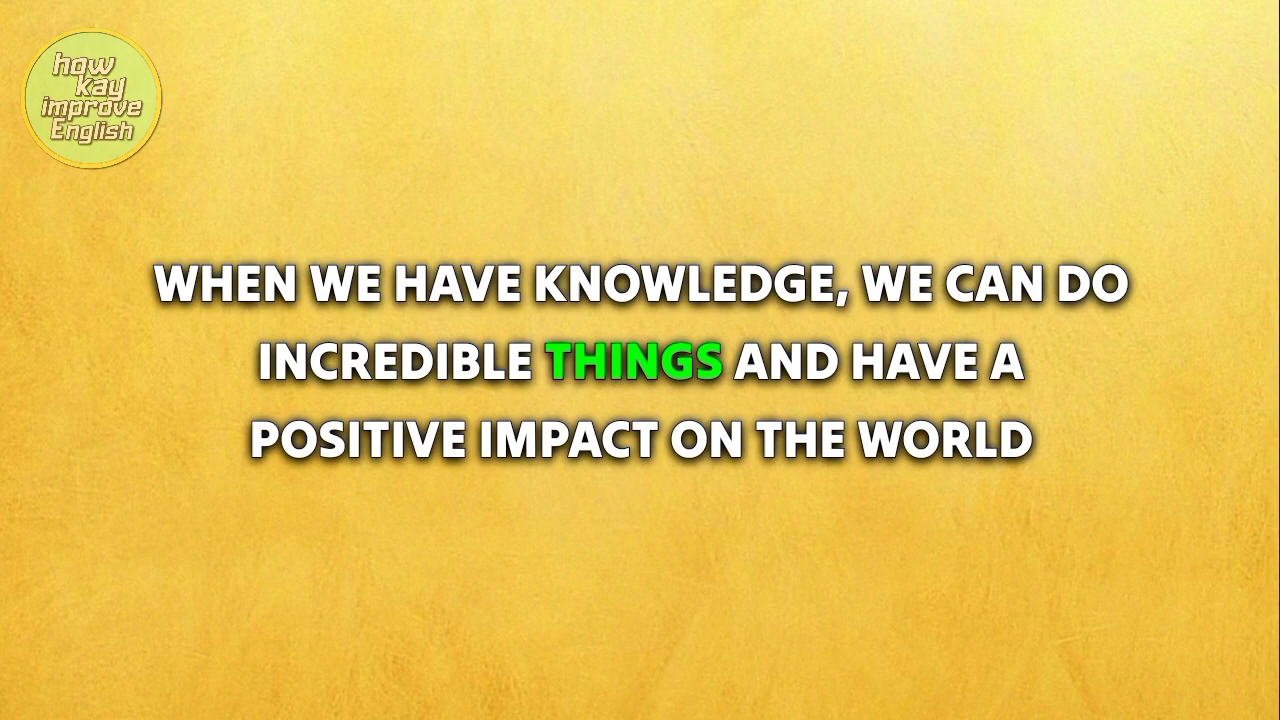 how
kay
improve
English
WHEN WE HAVE KNOWLEDGE, WE CAN DO
INCREDIBLE THINGS AND HAVE A
POSITIVE IMPACT ON THE WORLD